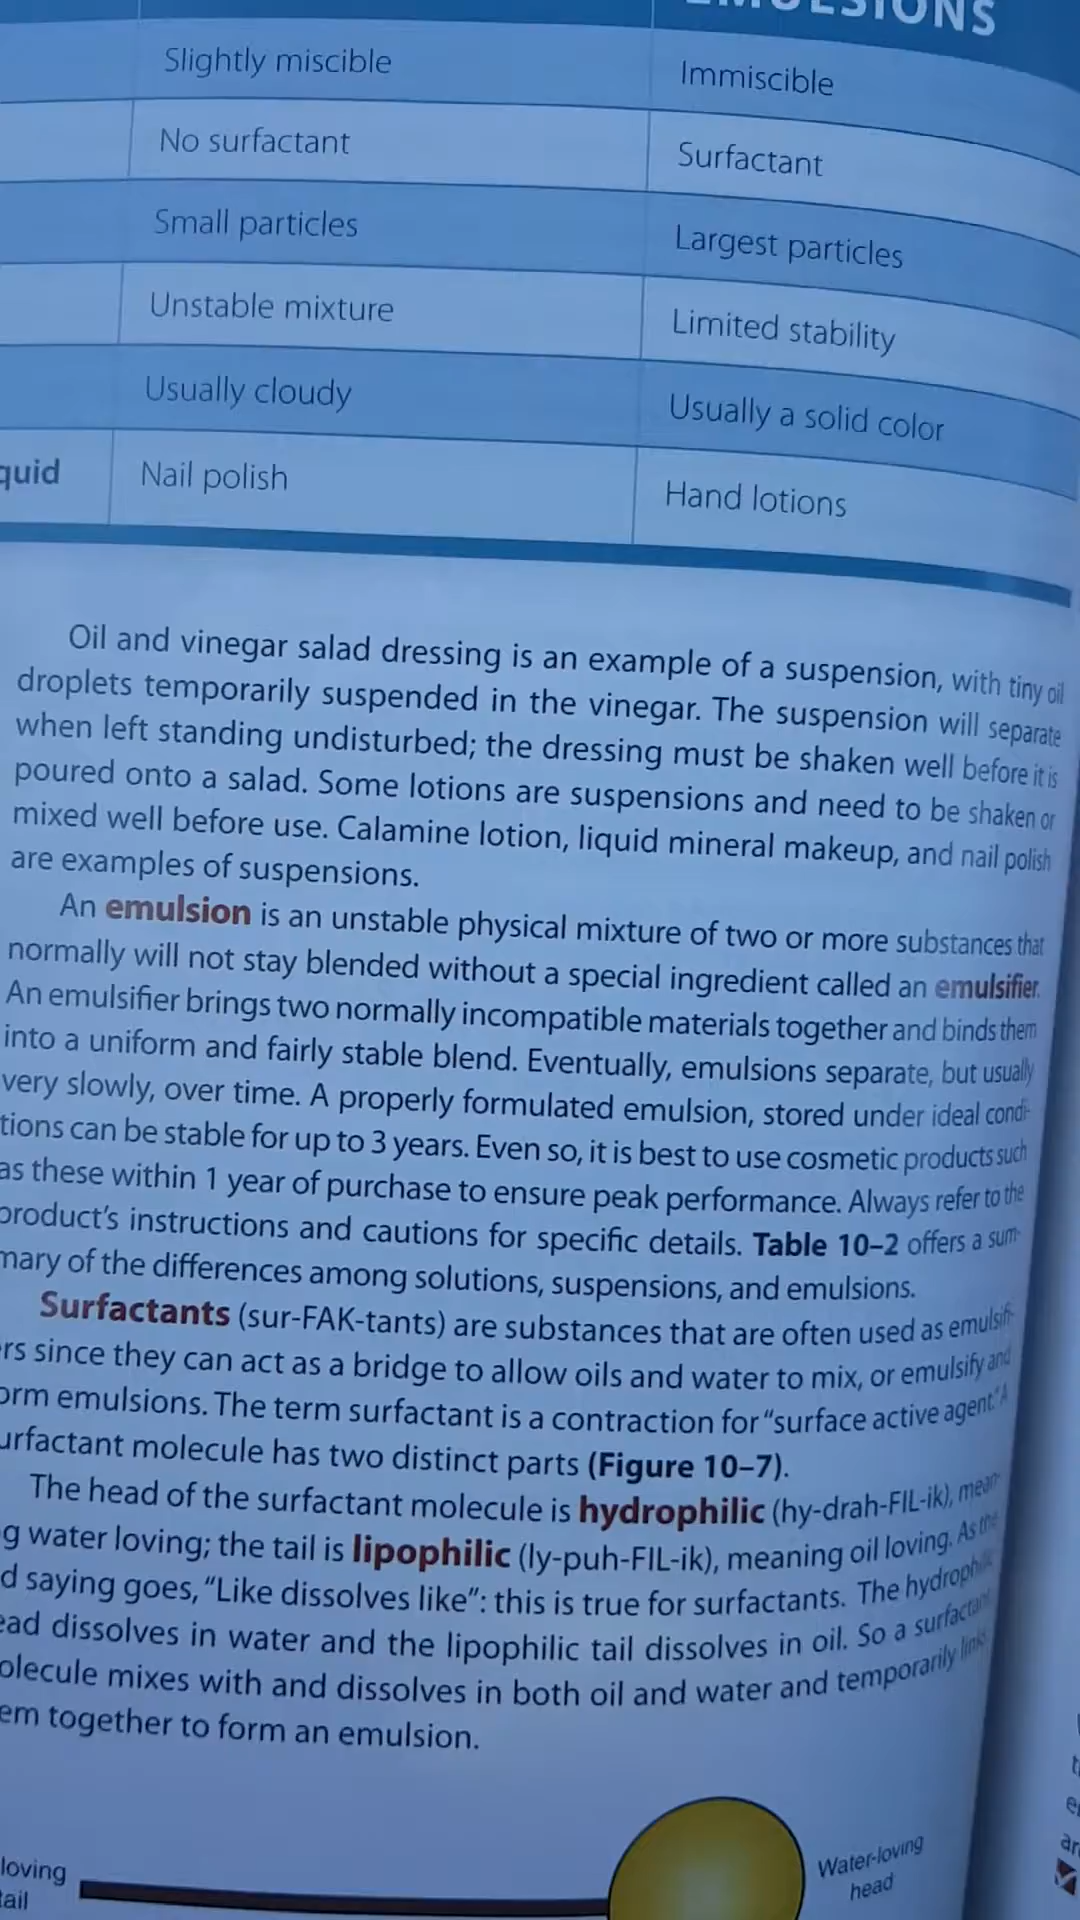 EMULSIONS
Slightly miscible Immiscible
No surfactant Surfactant
Small particles Largest particles
Unstable mixture Limited stability
Usually cloudy Usually a solid color
quid Nail polish Hand lotions
Oil and vinegar salad dressing is an example of a suspension, with tiny oil
droplets temporarily suspended in the vinegar. The suspension will separate
when left standing undisturbed; the dressing must be shaken well before it is
poured onto a salad. Some lotions are suspensions and need to be shaken or
mixed well before use. Calamine lotion, liquid mineral makeup, and nail polish
are examples of suspensions.
An emulsion is an unstable physical mixture of two or more substances that
normally will not stay blended without a special ingredient called an emulsifier.
An emulsifier brings two normally incompatible materials together and binds them
into a uniform and fairly stable blend. Eventually, emulsions separate, but usually
very slowly, over time. A properly formulated emulsion, stored under ideal condi-
tions can be stable for up to 3 years. Even so, it is best to use cosmetic products such
as these within 1 year of purchase to ensure peak performance. Always refer to the
product's instructions and cautions for specific details. Table 10–2 offers a sum-
mary of the differences among solutions, suspensions, and emulsions.
Surfactants (sur-FAK-tants) are substances that are often used as emulsifi-
rs since they can act as a bridge to allow oils and water to mix, or emulsify and
orm emulsions. The term surfactant is a contraction for "surface active agent." A
urfactant molecule has two distinct parts (Figure 10–7).
The head of the surfactant molecule is hydrophilic (hy-drah-FIL-ik), mean-
g water loving; the tail is lipophilic (ly-puh-FIL-ik), meaning oil loving. As the
d saying goes, "Like dissolves like": this is true for surfactants. The hydrophilic
ead dissolves in water and the lipophilic tail dissolves in oil. So a surfactant
olecule mixes with and dissolves in both oil and water and temporarily links
em together to form an emulsion.
loving
tail
Water-loving
head